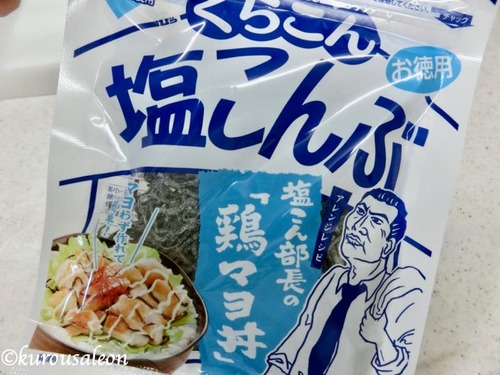 チャック
くらこん
お徳用
塩こんぶ
アレンジレシピ
塩こん部長の
「鶏マヨ丼」
©kurousaleon